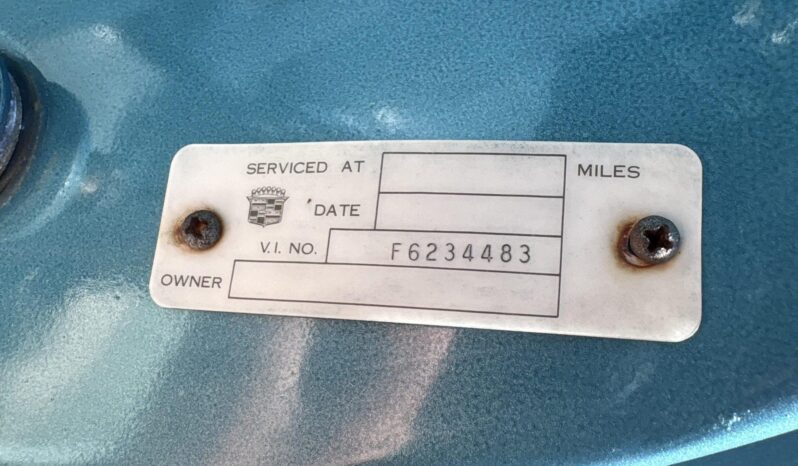 SERVICED AT MILES
DATE
V.I. NO. F6234483
OWNER